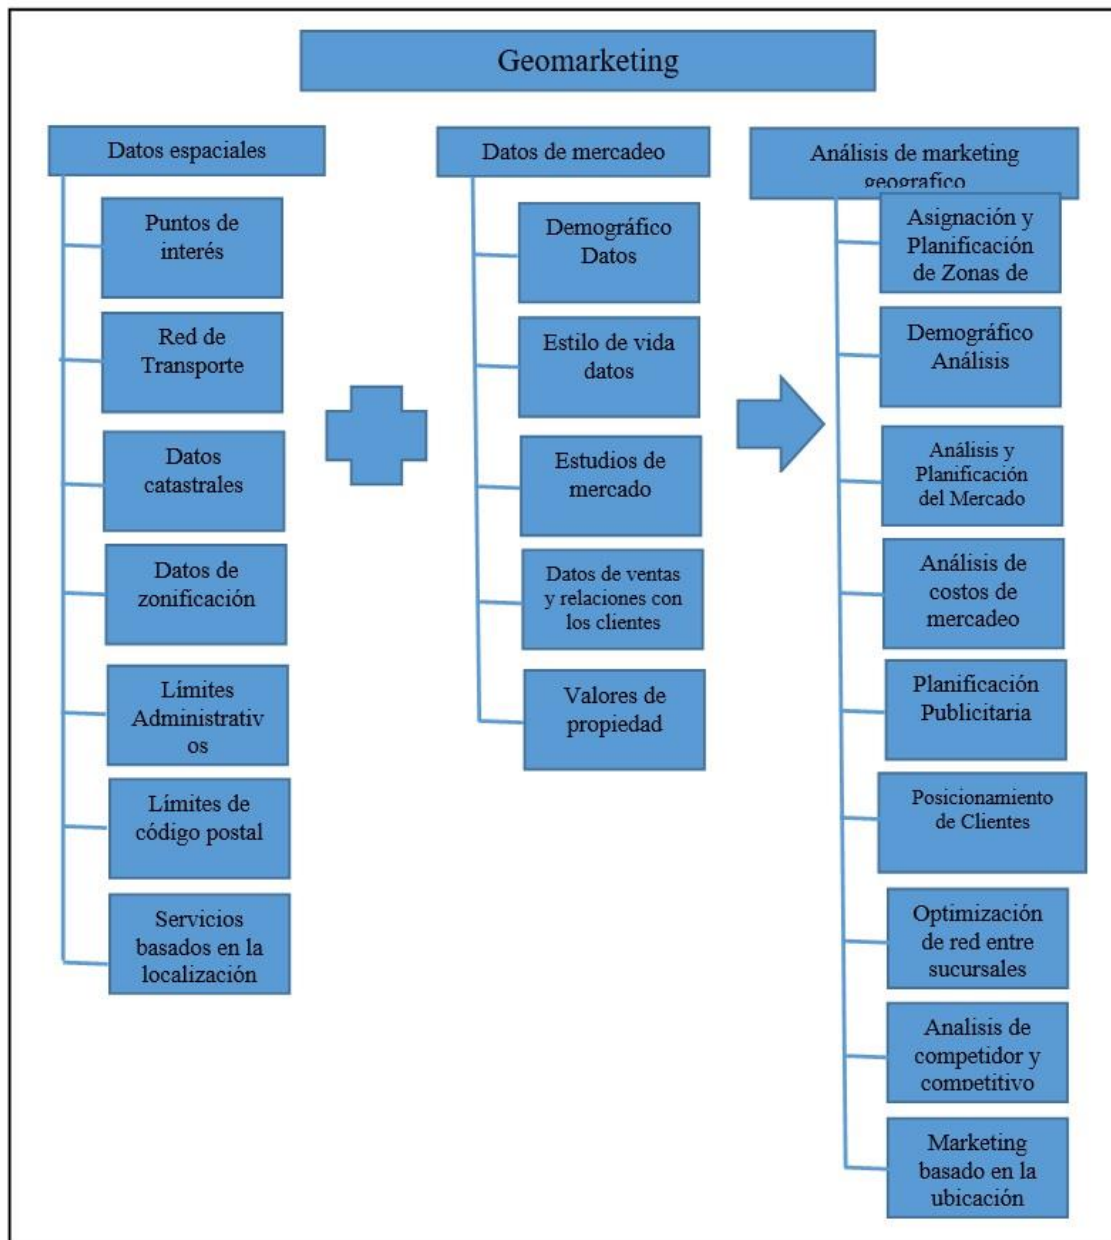 Geomarketing
Datos espaciales
Puntos de
interés
Red de
Transporte
Datos
catastrales
Datos de
zonificación
Límites
Administrativ
os
Límites de
código postal
Servicios
basados en la
localización
Datos de mercadeo
Demográfico
Datos
Estilo de vida
datos
Estudios de
mercado
Datos de ventas
y relaciones con
los clientes
Valores de
propiedad
Análisis de marketing
geografico
Asignación y
Planificación
de Zonas de
Demográfico
Análisis
Análisis y
Planificación
del Mercado
Análisis de
costos de
mercadeo
Planificación
Publicitaria
Posicionamiento
de Clientes
Optimización
de red entre
sucursales
Analisis de
competidor y
competitivo
Marketing
basado en la
ubicación